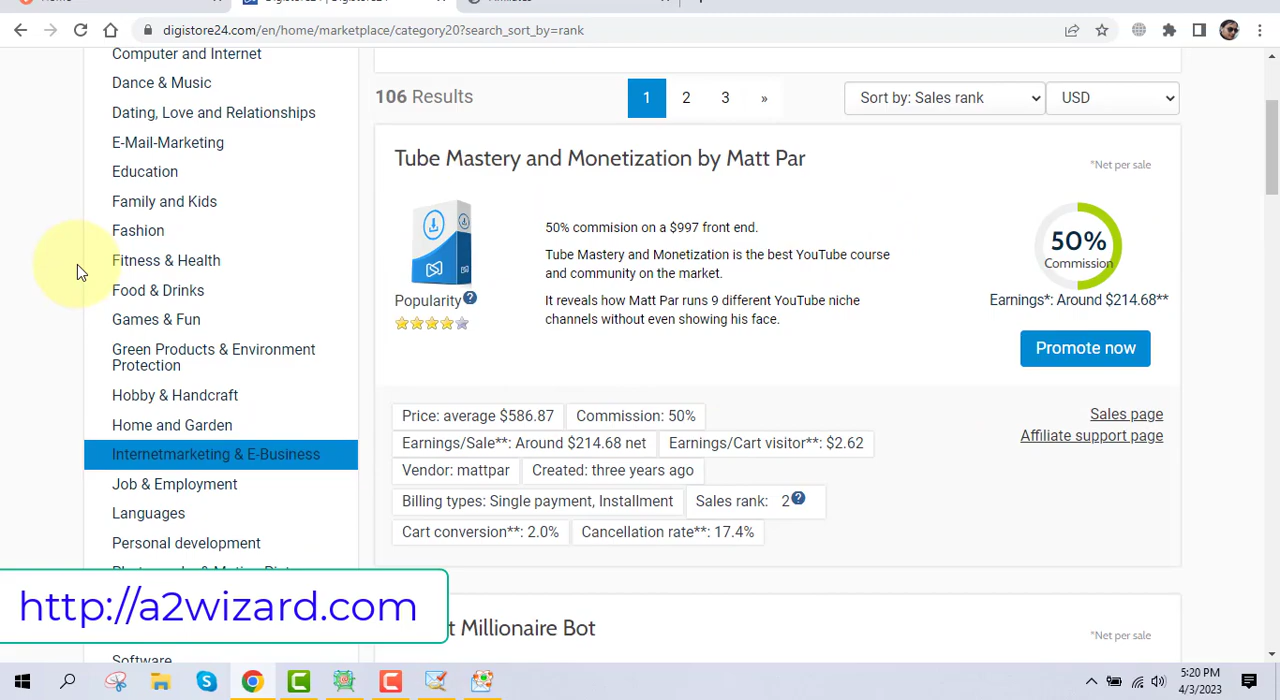 digistore24.com/en/home/marketplace/category20?search_sort_by=rank
Computer and Internet
Dance & Music
Dating, Love and Relationships
E-Mail-Marketing
Education
Family and Kids
Fashion
Fitness & Health
Food & Drinks
Games & Fun
Green Products & Environment
Protection
Hobby & Handcraft
Home and Garden
Internetmarketing & E-Business
Job & Employment
Languages
Personal development
Software
106 Results
1
2
3
»
Sort by: Sales rank
USD
Tube Mastery and Monetization by Matt Par
*Net per sale
Popularity ?
50% commision on a $997 front end.
Tube Mastery and Monetization is the best YouTube course
and community on the market.
It reveals how Matt Par runs 9 different YouTube niche
channels without even showing his face.
50%
Commission
Earnings*: Around $214.68**
Promote now
Price: average $586.87
Commission: 50%
Earnings/Sale**: Around $214.68 net
Earnings/Cart visitor**: $2.62
Vendor: mattpar
Created: three years ago
Billing types: Single payment, Installment
Sales rank: 2 ?
Cart conversion**: 2.0%
Cancellation rate**: 17.4%
Sales page
Affiliate support page
t Millionaire Bot
*Net per sale
http://a2wizard.com
5:20 PM
4/3/2023